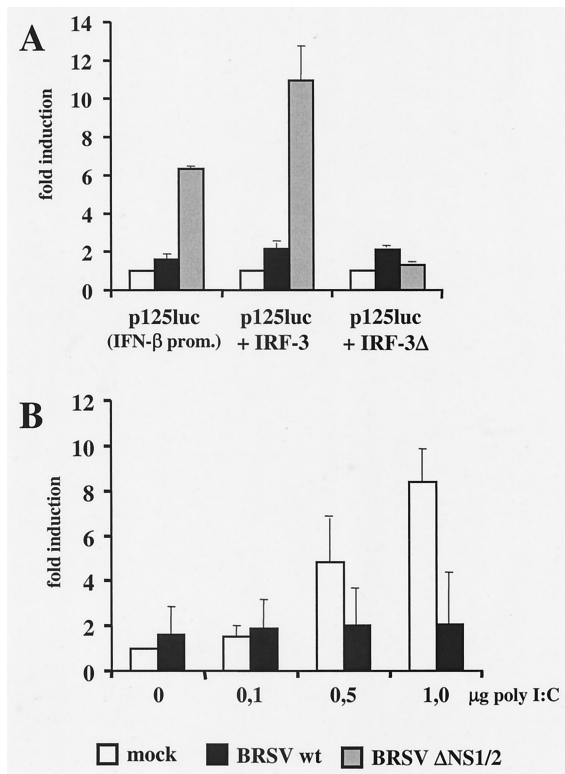 A
14
12
10
8
6
4
2
0
fold induction
p125luc p125luc p125luc
(IFN-β prom.) + IRF-3 + IRF-3Δ
B
12
10
8
6
4
2
0
fold induction
0 0,1 0,5 1,0 μg poly I:C
mock BRSV wt BRSV ΔNS1/2